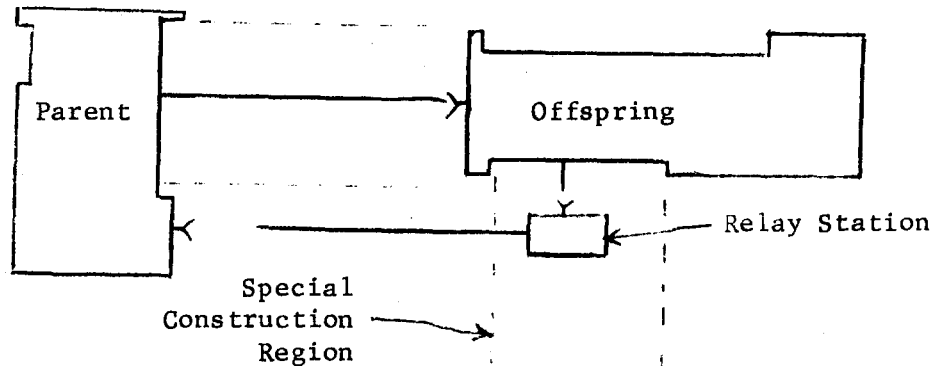 Parent
Offspring
Relay Station
Special
Construction
Region